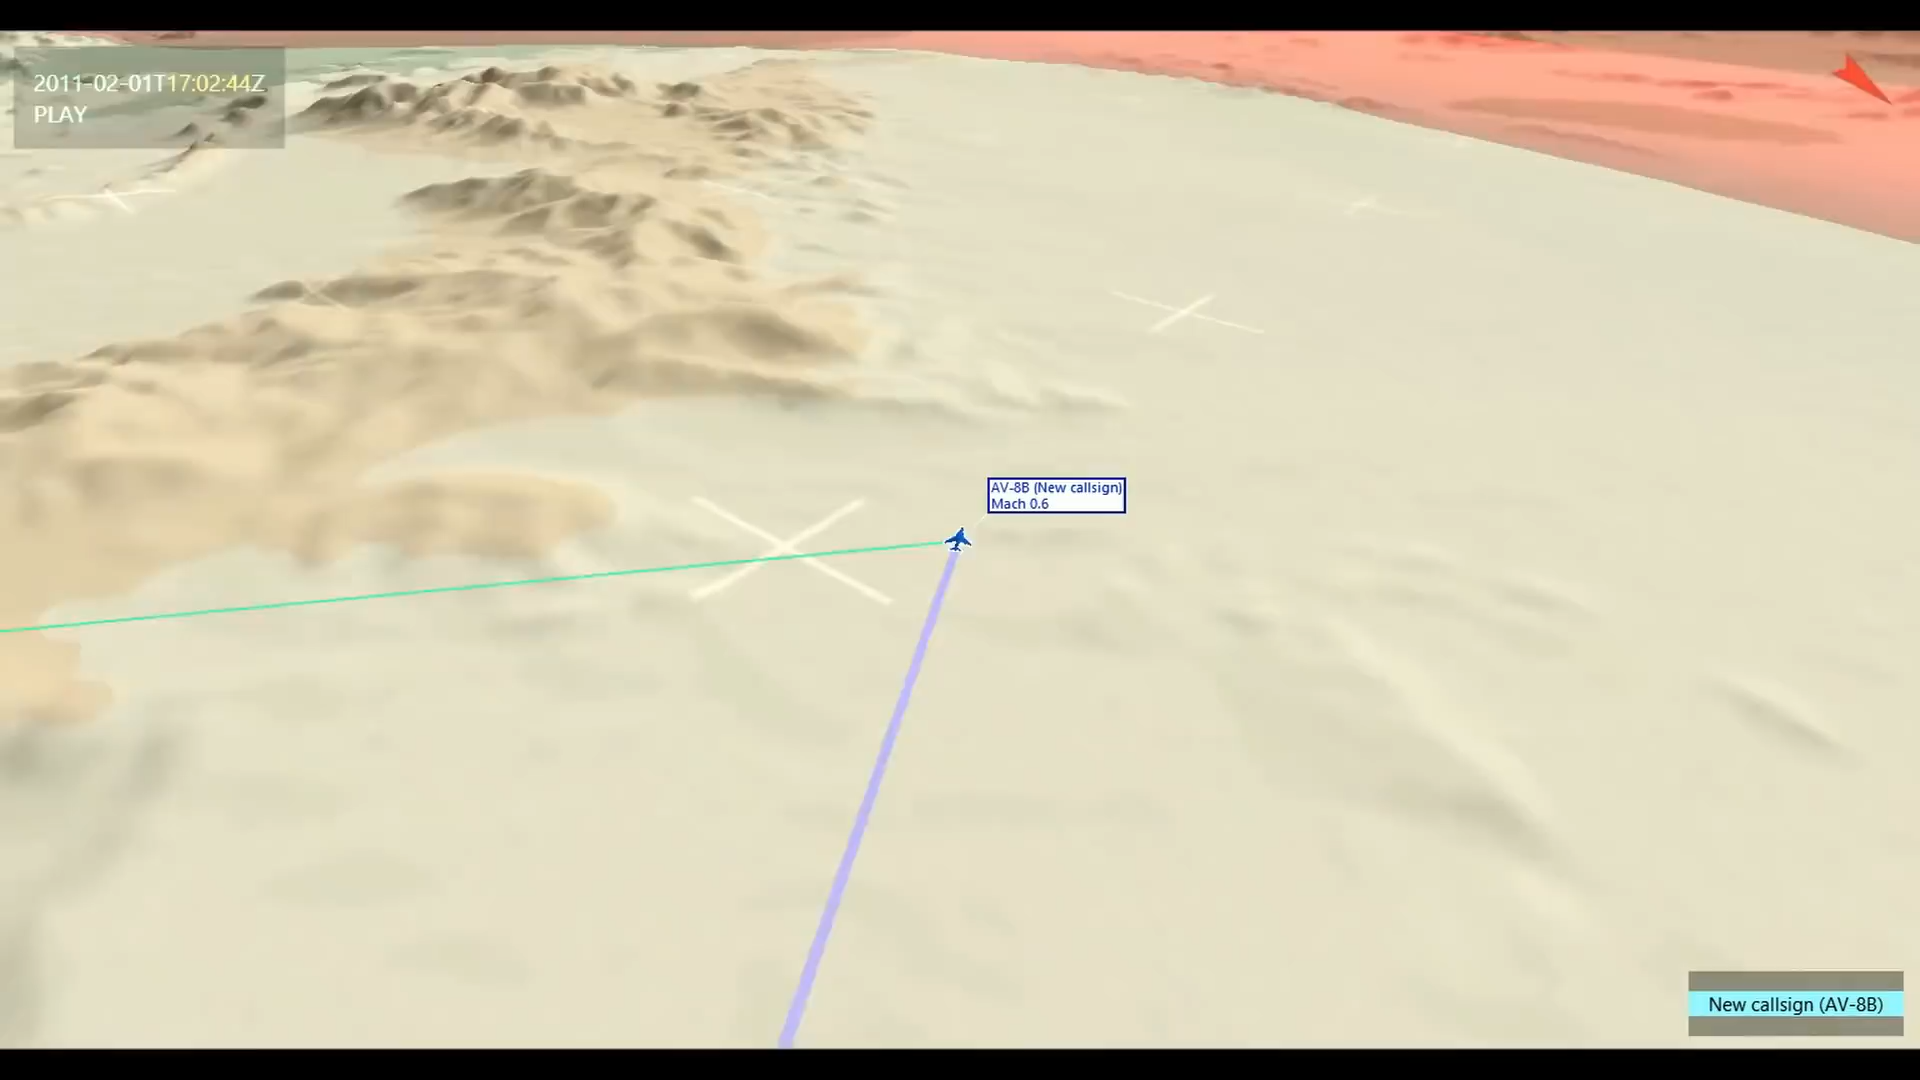 2011-02-01T17:02:44Z
PLAY
AV-8B (New callsign)
Mach 0.6
New callsign (AV-8B)